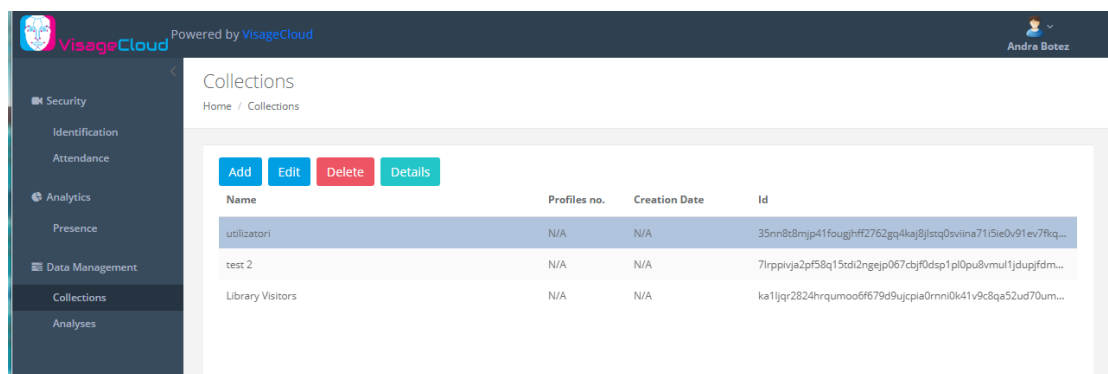 VisageCloud
Powered by VisageCloud
Andra Botez
Security
Identification
Attendance
Analytics
Presence
Data Management
Collections
Analyses
Collections
Home / Collections
Add Edit Delete Details
Name Profiles no. Creation Date Id
utilizatori N/A N/A 35nn8t8mjp41fougjhff2762gq4kaj8jlstq0sviina71i5ie0v91ev7fkq...
test 2 N/A N/A 7lrppivja2pf58q15tdi2ngejp067cbjf0dsp1pl0pu8vmul1jdupjfdm...
Library Visitors N/A N/A ka1ljqr2824hrqumoo6f679d9ujcpia0rnni0k41v9c8qa52ud70um...